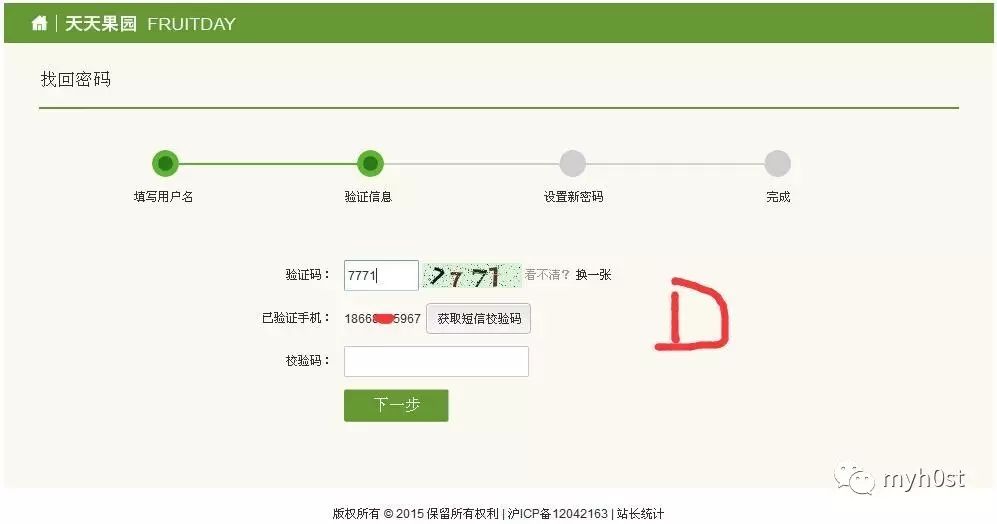 天天果园 FRUITDAY
找回密码
填写用户名 验证信息 设置新密码 完成
验证码： 7771 7771 看不清？ 换一张
已验证手机： 1866 5967 获取短信校验码
D
校验码：
下一步
myh0st
版权所有 © 2015 保留所有权利 | 沪ICP备12042163 | 站长统计